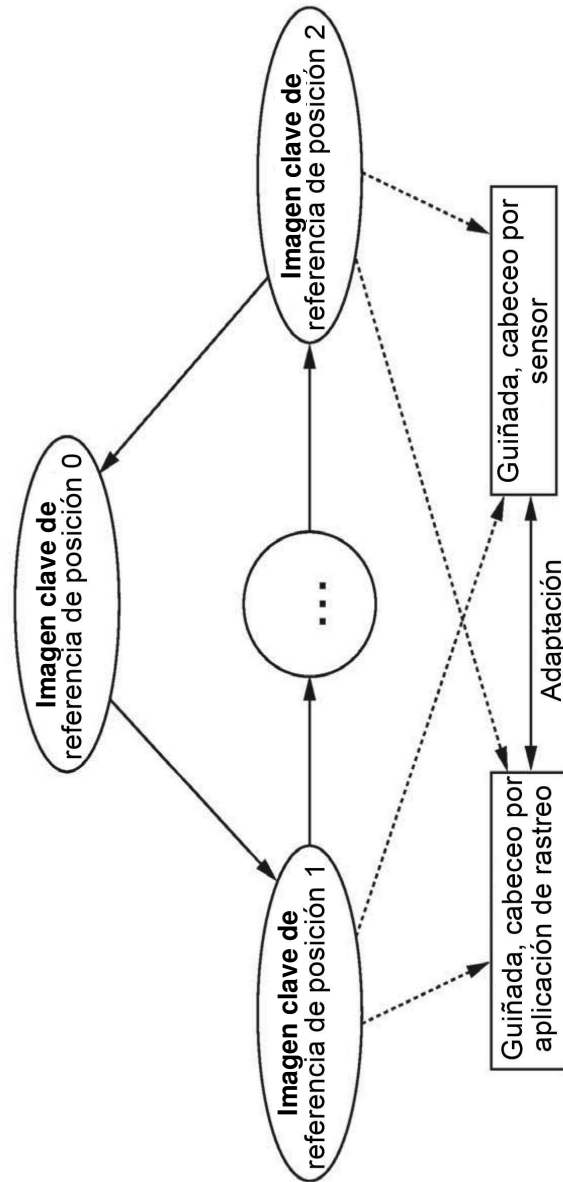 Imagen clave de
referencia de posición 0
Imagen clave de
referencia de posición 1
...
Imagen clave de
referencia de posición 2
Guiñada, cabeceo por
aplicación de rastreo
Adaptación
Guiñada, cabeceo por
sensor